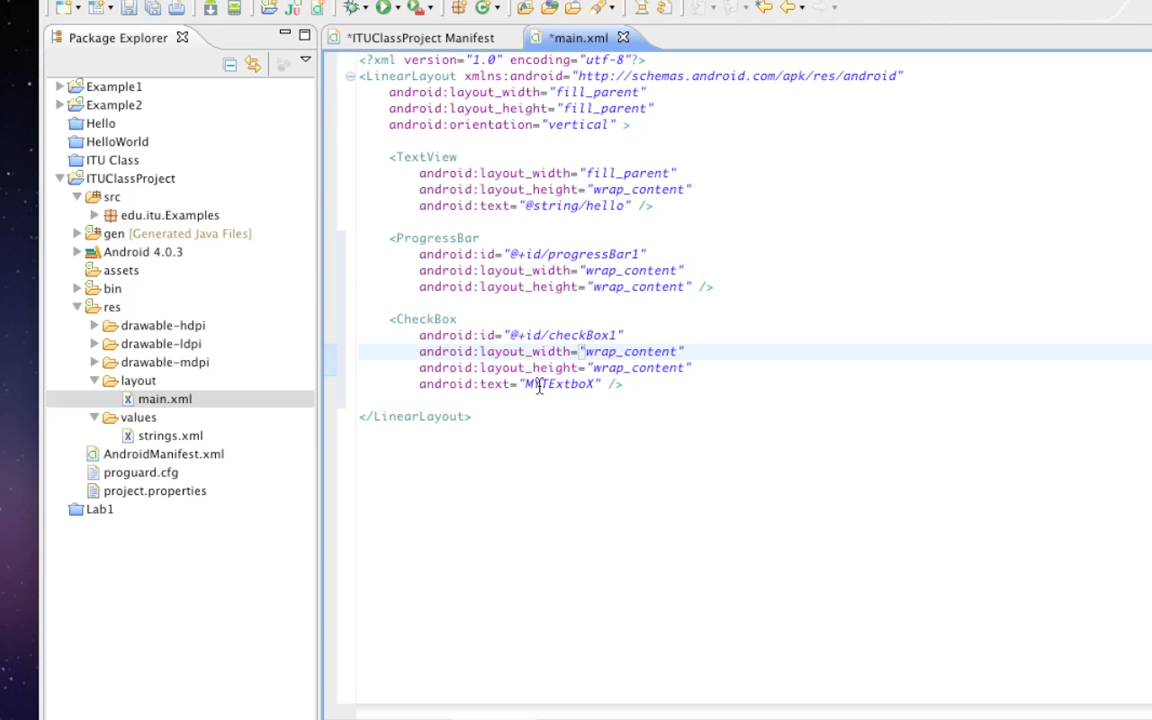 Package Explorer
*ITUClassProject Manifest
*main.xml
Example1
Example2
Hello
HelloWorld
ITU Class
ITUClassProject
src
edu.itu.Examples
gen [Generated Java Files]
Android 4.0.3
assets
bin
res
drawable-hdpi
drawable-ldpi
drawable-mdpi
layout
main.xml
values
strings.xml
AndroidManifest.xml
proguard.cfg
project.properties
Lab1
<?xml version="1.0" encoding="utf-8"?>
<LinearLayout xmlns:android="http://schemas.android.com/apk/res/android"
android:layout_width="fill_parent"
android:layout_height="fill_parent"
android:orientation="vertical" >
<TextView
android:layout_width="fill_parent"
android:layout_height="wrap_content"
android:text="@string/hello" />
<ProgressBar
android:id="@+id/progressBar1"
android:layout_width="wrap_content"
android:layout_height="wrap_content" />
<CheckBox
android:id="@+id/checkBox1"
android:layout_width="wrap_content"
android:layout_height="wrap_content"
android:text=" />
</LinearLayout>